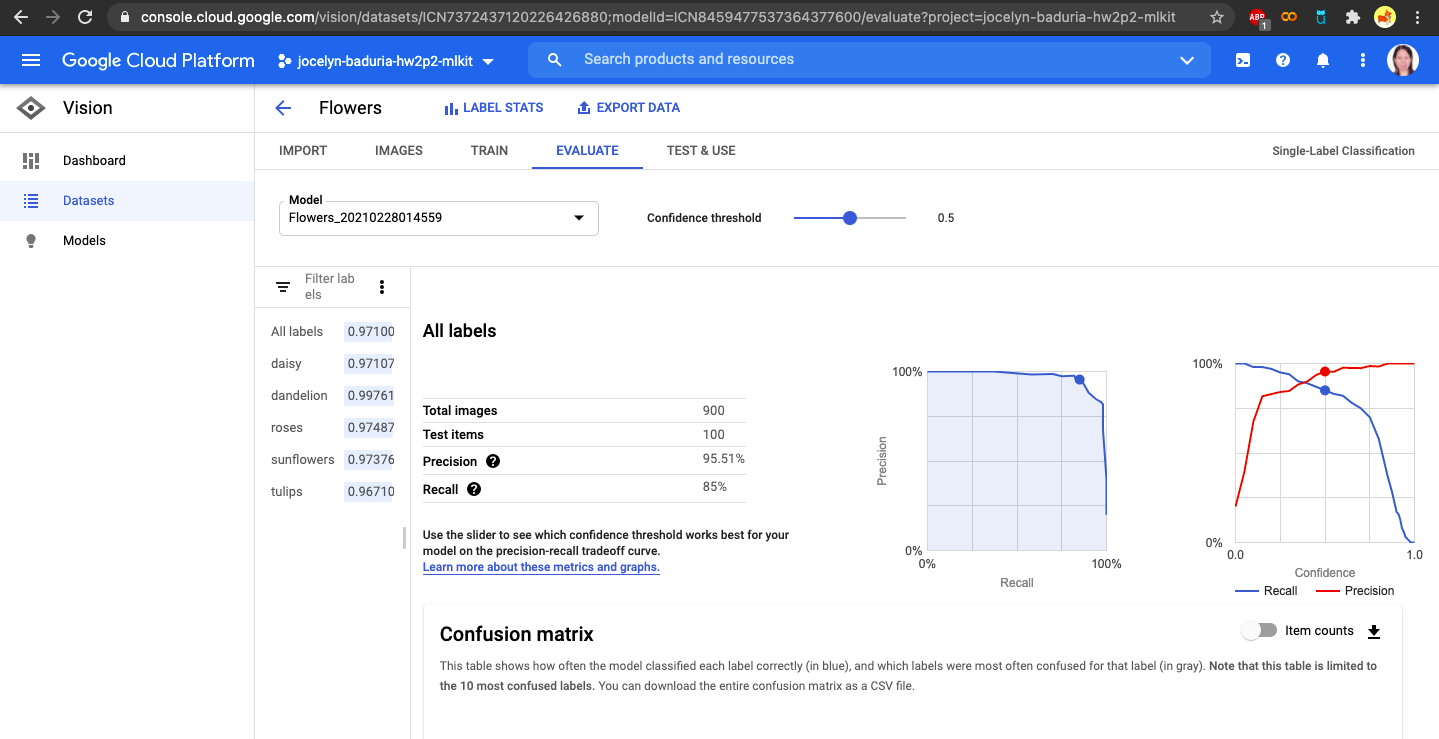 console.cloud.google.com/vision/datasets/ICN7372437120226426880;modelId=ICN8459477537364377600/evaluate?project=jocelyn-baduria-hw2p2-mlkit
ABP
1
Google Cloud Platform
jocelyn-baduria-hw2p2-mlkit
Search products and resources
Vision
Flowers
LABEL STATS
EXPORT DATA
Dashboard
Datasets
Models
IMPORT
IMAGES
TRAIN
EVALUATE
TEST & USE
Single-Label Classification
Model
Flowers_20210228014559
Confidence threshold
0.5
Filter lab
els
All labels 0.97100
daisy 0.97107
dandelion 0.99761
roses 0.97487
sunflowers 0.97376
tulips 0.96710
All labels
Total images 900
Test items 100
Precision 95.51%
Recall 85%
Use the slider to see which confidence threshold works best for your
model on the precision-recall tradeoff curve.
Learn more about these metrics and graphs.
100%
Precision
0%
0%
100%
Recall
100%
0%
0.0
1.0
Confidence
Recall
Precision
Confusion matrix
Item counts
This table shows how often the model classified each label correctly (in blue), and which labels were most often confused for that label (in gray). Note that this table is limited to
the 10 most confused labels. You can download the entire confusion matrix as a CSV file.